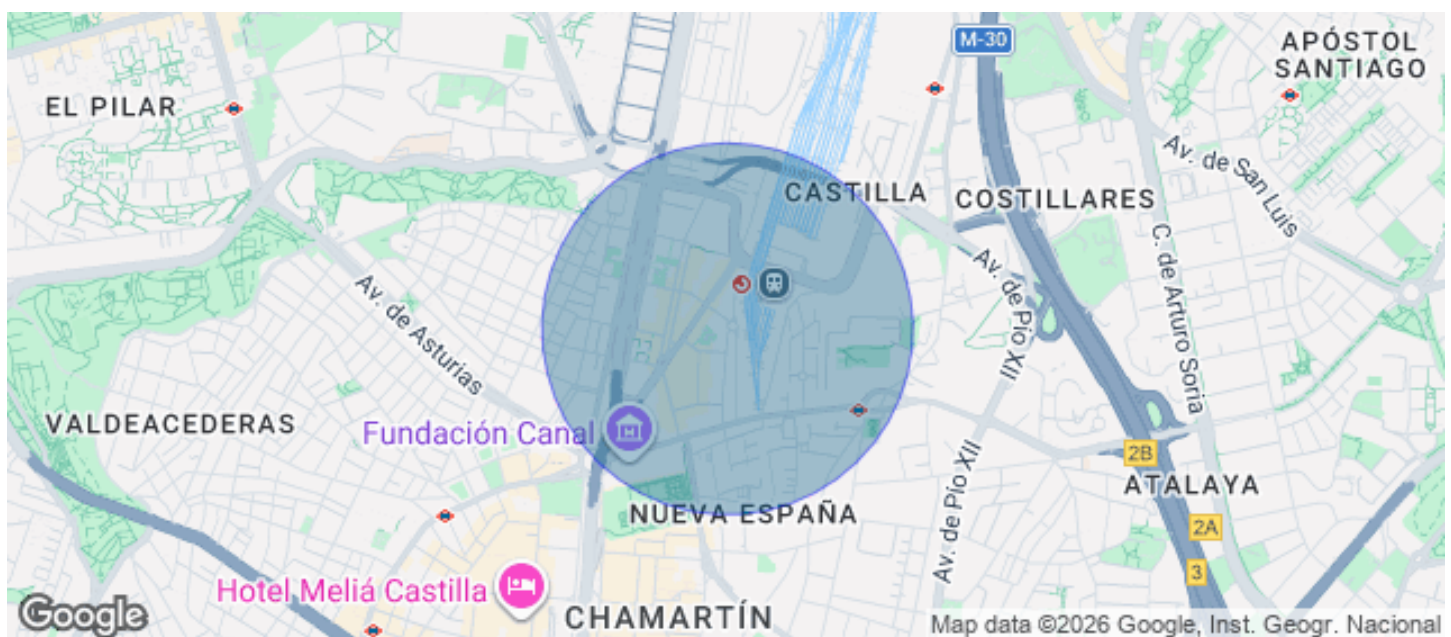 M-30
APÓSTOL
SANTIAGO
EL PILAR
Av. de San Luis
CASTILLA
COSTILLARES
Av. de Pío XII
C. de Arturo Soria
Av. de Asturias
VALDEACEDERAS
Fundación Canal
2B
ATALAYA
Av. de Pío XII
NUEVA ESPAÑA
2A
3
Hotel Meliá Castilla
CHAMARTÍN
Google
Map data ©2026 Google, Inst. Geogr. Nacional